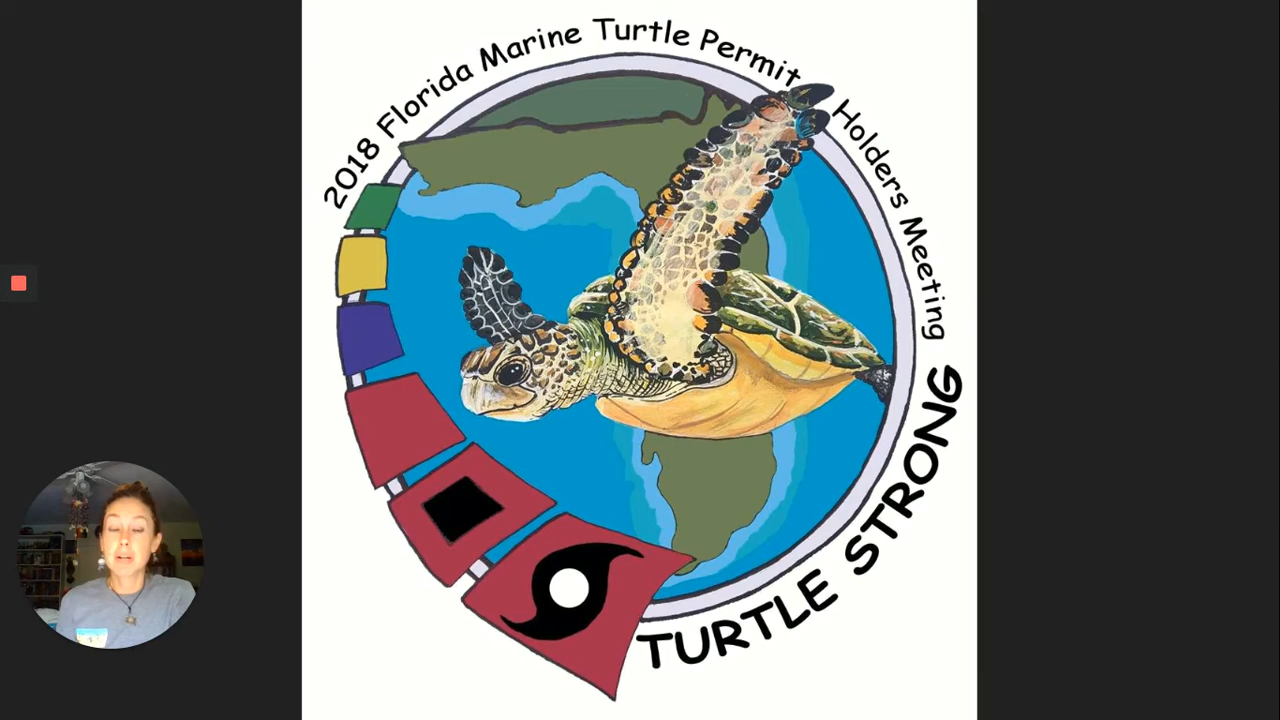 2018 Florida Marine Turtle Permit Holders Meeting
TURTLE STRONG